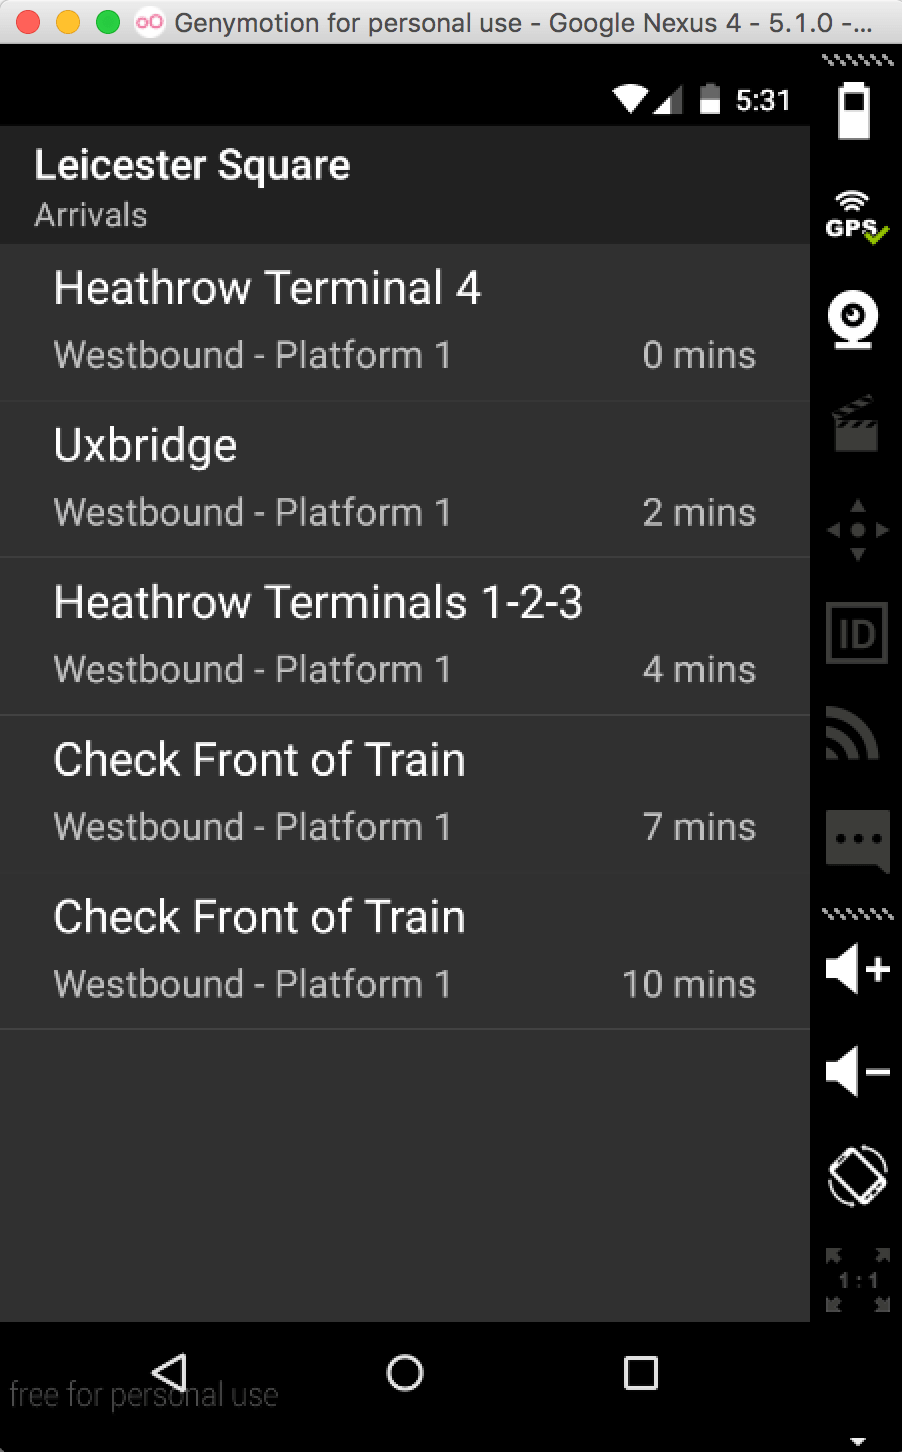 Genymotion for personal use - Google Nexus 4 - 5.1.0 -...
5:31
Leicester Square
Arrivals
GPS
Heathrow Terminal 4
Westbound - Platform 1 0 mins
Uxbridge
Westbound - Platform 1 2 mins
Heathrow Terminals 1-2-3
Westbound - Platform 1 4 mins
ID
Check Front of Train
Westbound - Platform 1 7 mins
Check Front of Train
Westbound - Platform 1 10 mins
1:1
free for personal use